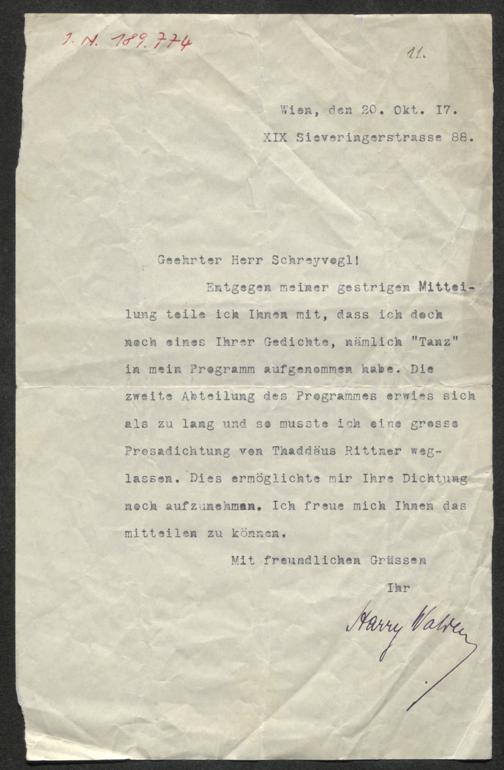 I.N. 189.774
11.
Wien, den 20. Okt. I7.
XIX Sieveringerstrasse 88.
Geehrter Herr Schreyvogl!
Entgegen meiner gestrigen Mittei-
lung teile ich Ihnen mit, dass ich doch
noch eines Ihrer Gedichte, nämlich "Tanz"
in mein Programm aufgenommen habe. Die
zweite Abteilung des Programmes erwies sich
als zu lang und so musste ich eine grosse
Prosadichtung von Thaddäus Rittner weg-
lassen. Dies ermöglichte mir Ihre Dichtung
noch aufzunehmen. Ich freue mich Ihnen das
mitteilen zu können.
Mit freundlichen Grüssen
Ihr
Harry Walden